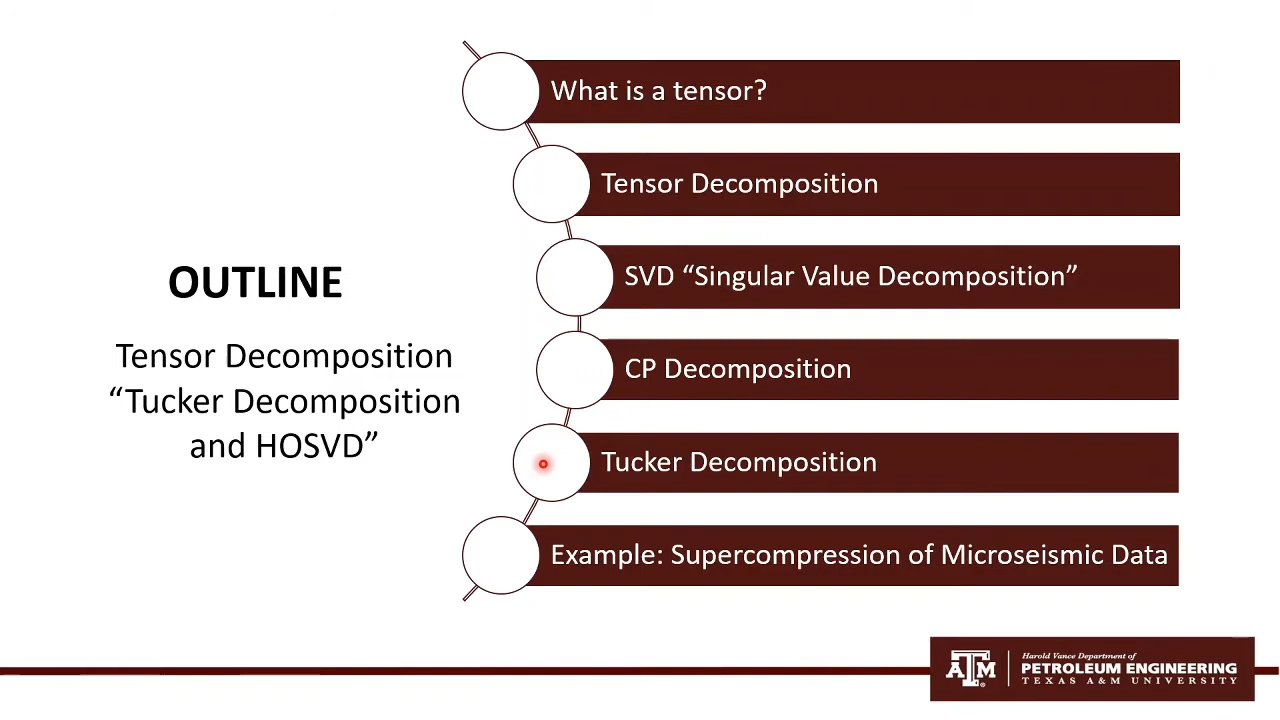 OUTLINE
Tensor Decomposition
“Tucker Decomposition
and HOSVD”
What is a tensor?
Tensor Decomposition
SVD “Singular Value Decomposition”
CP Decomposition
Tucker Decomposition
Example: Supercompression of Microseismic Data
ATM
Harold Vance Department of
PETROLEUM ENGINEERING
TEXAS A&M UNIVERSITY